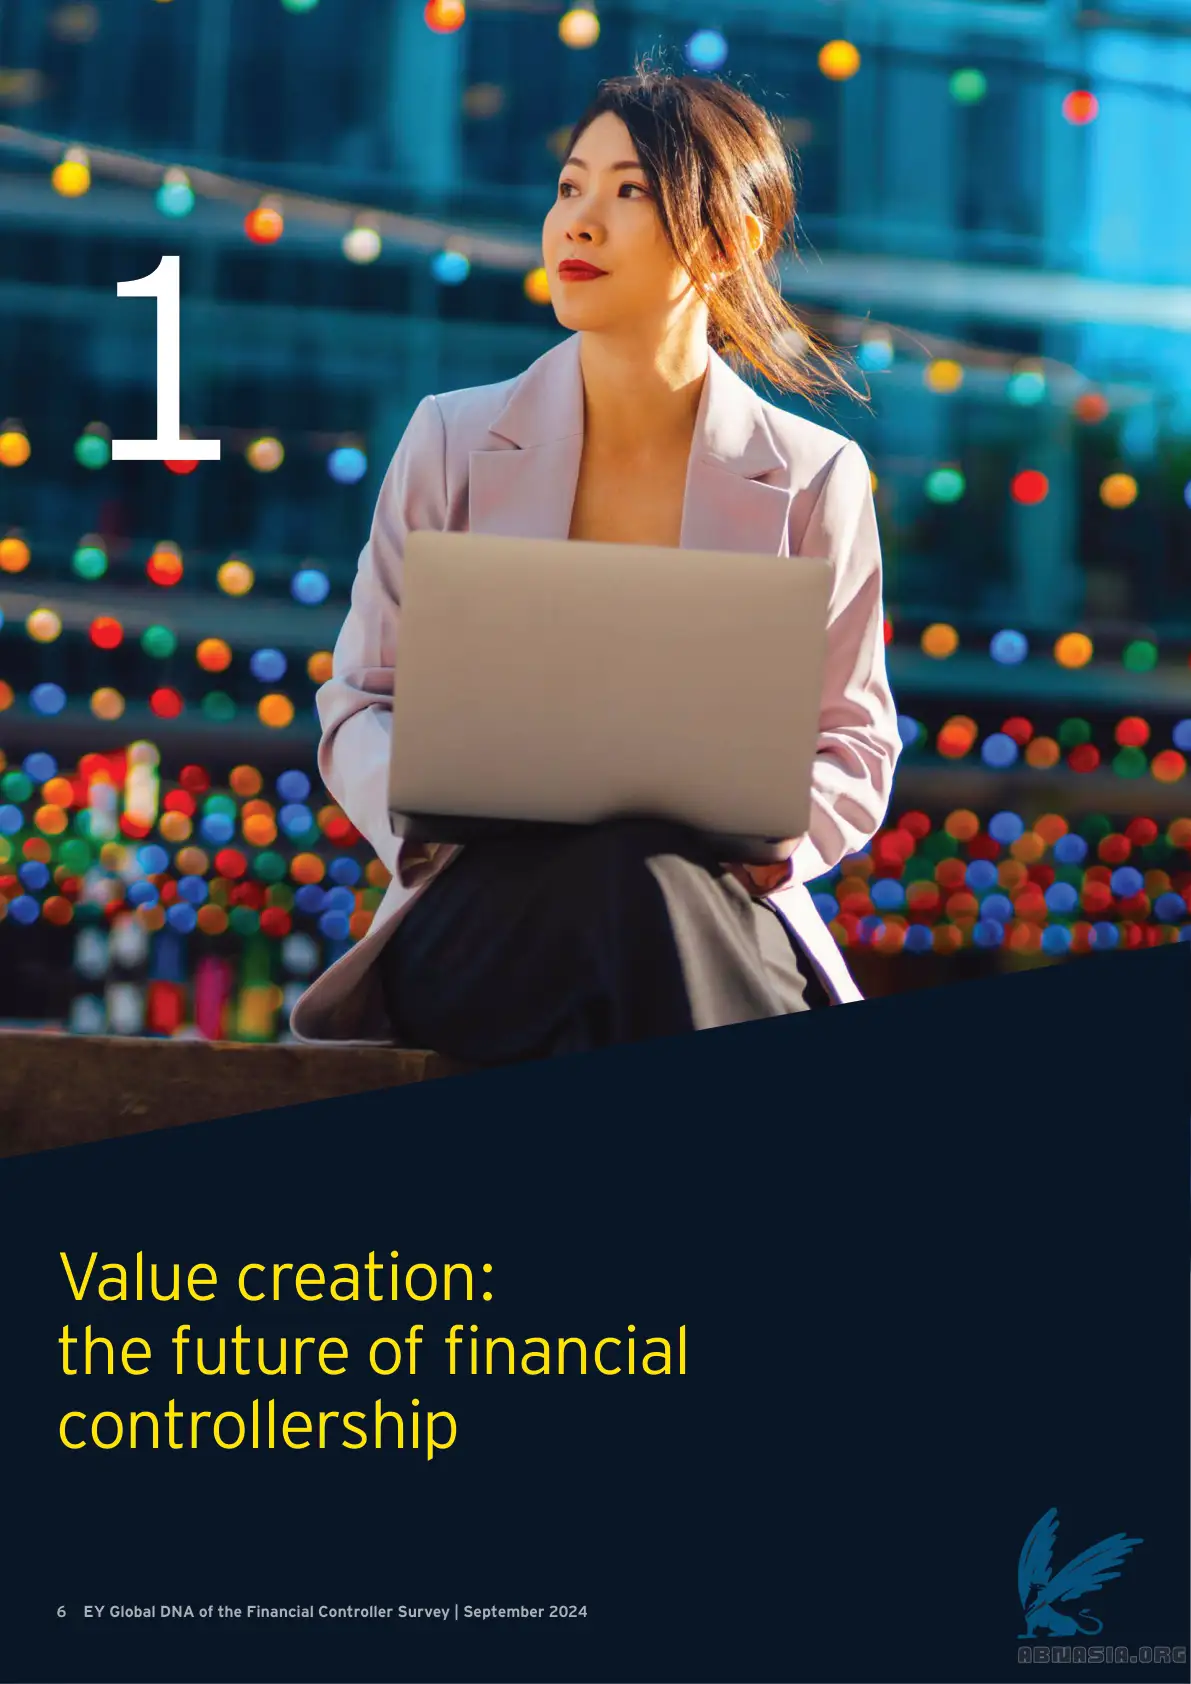 1
Value creation:
the future of financial
controllership
6 EY Global DNA of the Financial Controller Survey | September 2024
ABNASIA.ORG